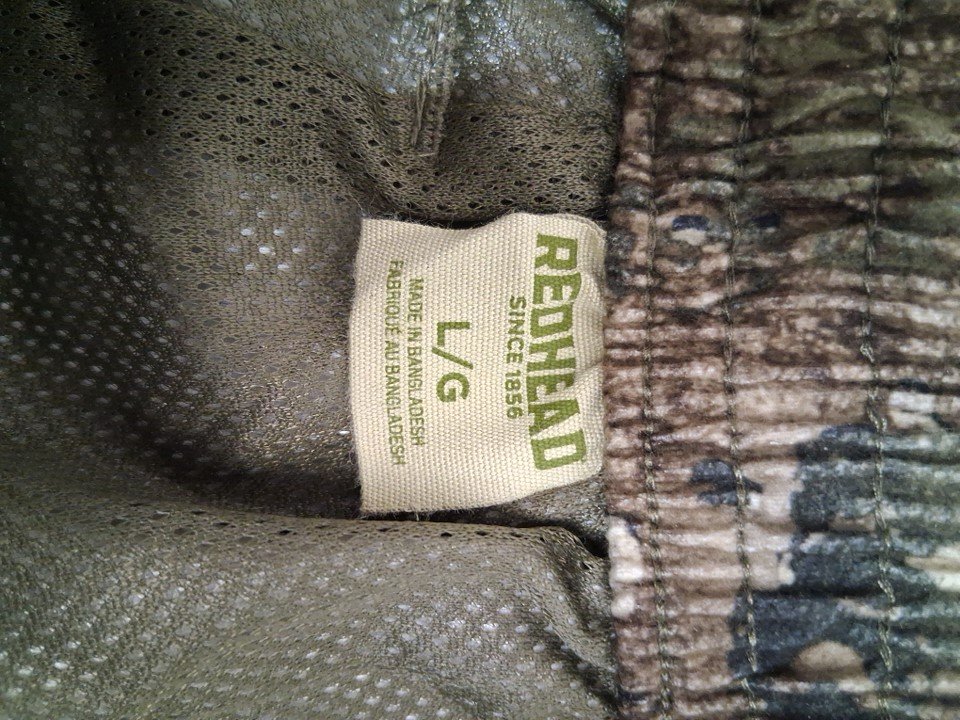 REDHEAD
SINCE 1856
L/G
MADE IN BANGLADESH
FABRIQUÉ AU BANGLADESH